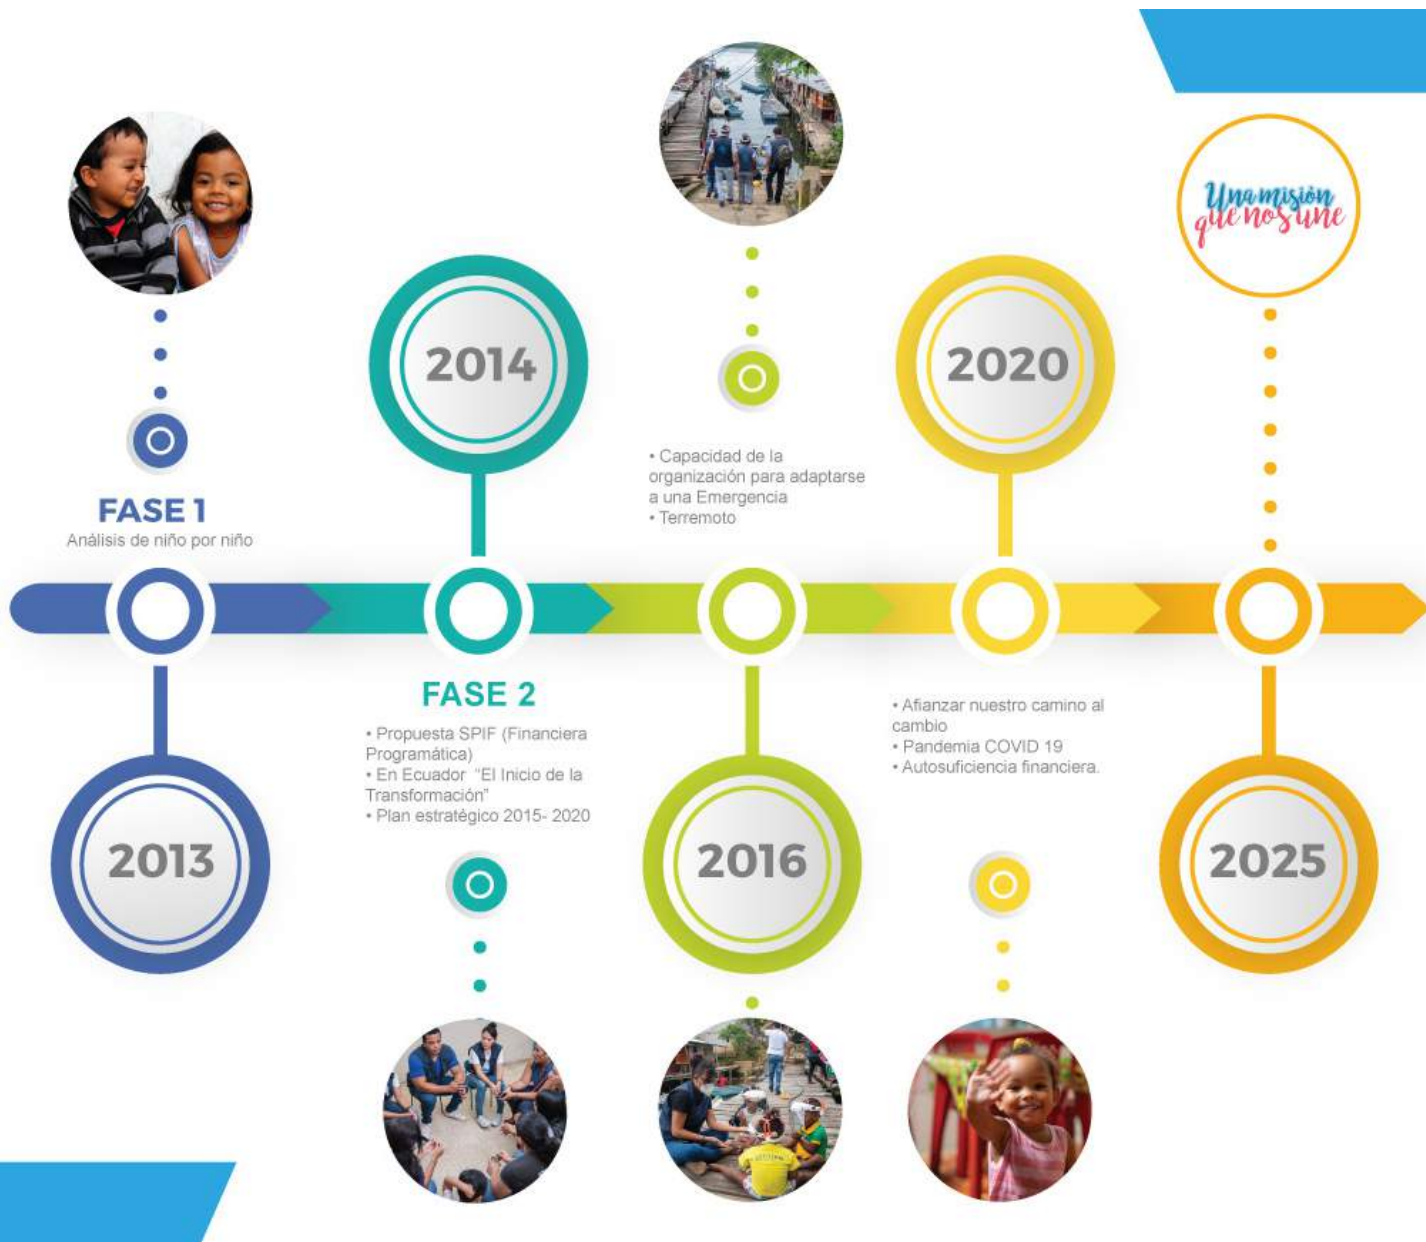 FASE 1
Análisis de niño por niño
2013
2014
FASE 2
• Propuesta SPIF (Financiera
Programática)
• En Ecuador "El Inicio de la
Transformación"
• Plan estratégico 2015- 2020
• Capacidad de la
organización para adaptarse
a una Emergencia
• Terremoto
2016
2020
• Afianzar nuestro camino al
cambio
• Pandemia COVID 19
• Autosuficiencia financiera.
Una misión
que nos une
2025